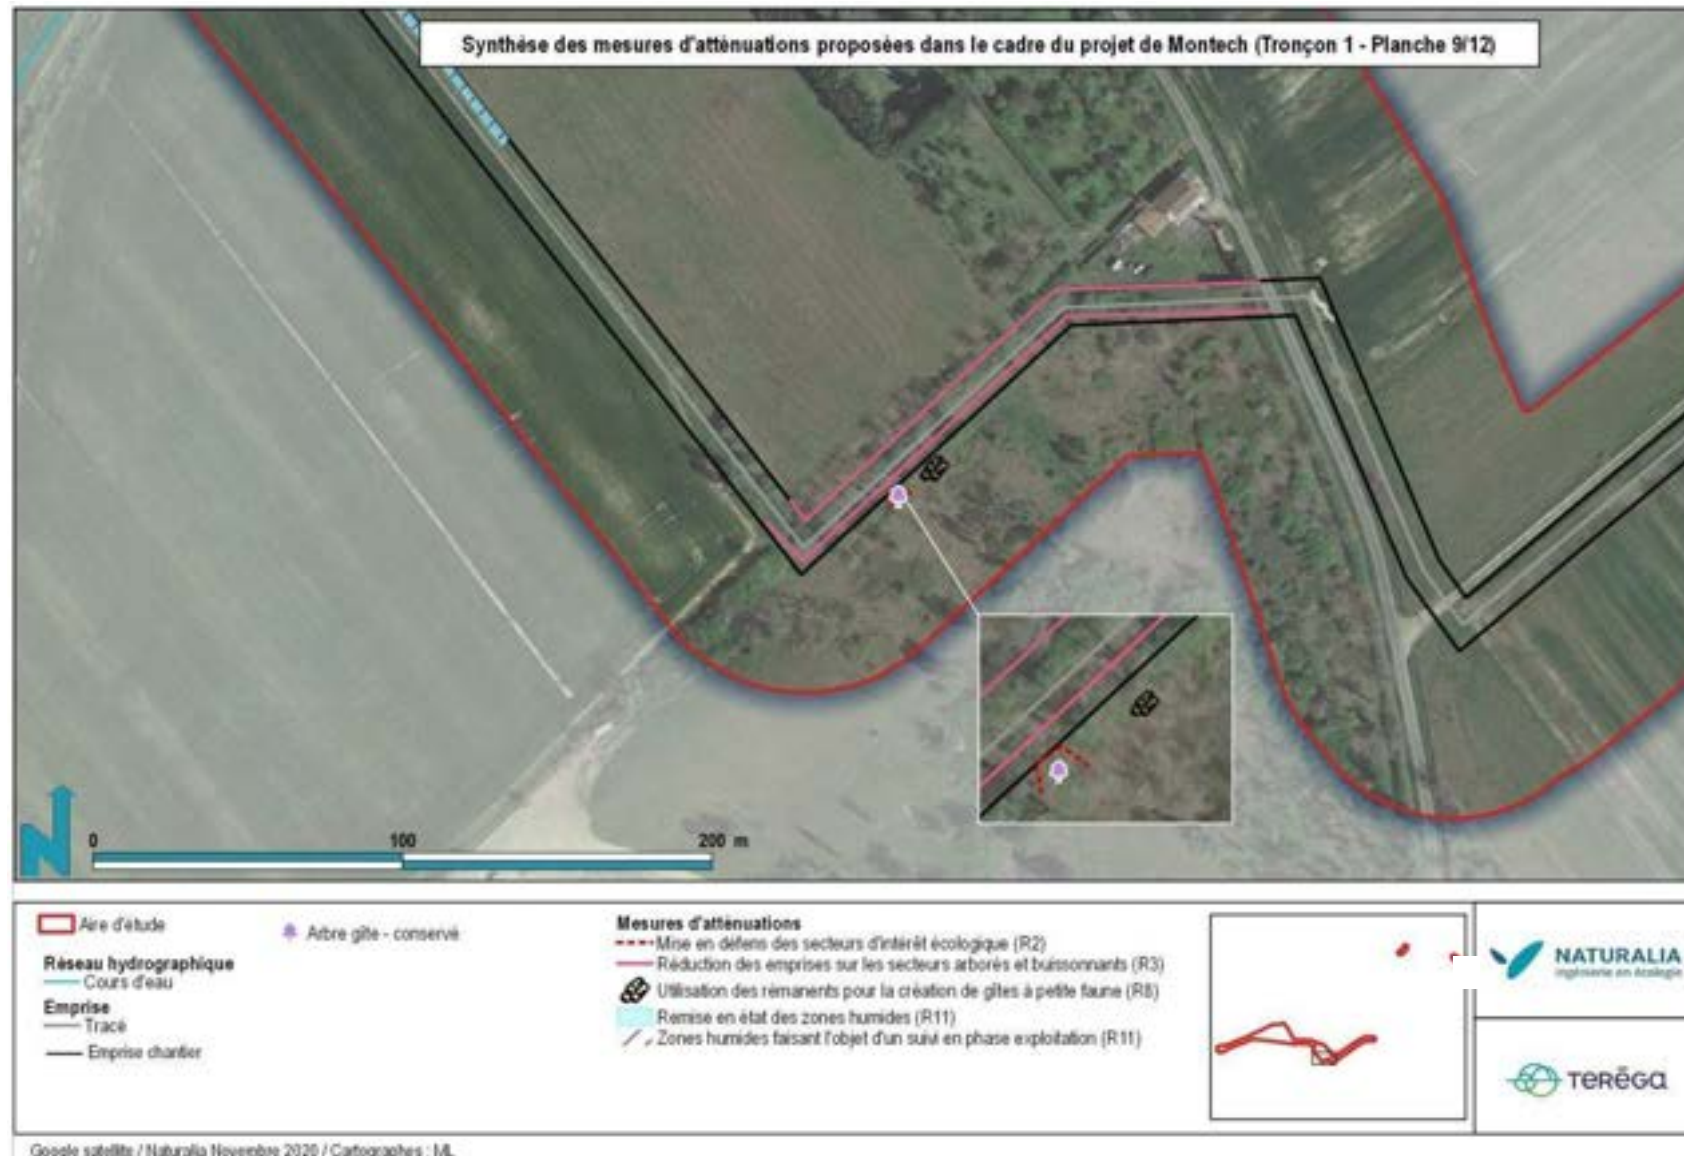 Synthèse des mesures d'atténuations proposées dans le cadre du projet de Montech (Tronçon 1 - Planche 9/12)
N
0 100 200 m
Aire d'étude
Réseau hydrographique
Cours d'eau
Emprise
Tracé
Emprise chantier
Arbre gîte - conservé
Mesures d'atténuations
Mise en défens des secteurs d'intérêt écologique (R2)
Réduction des emprises sur les secteurs arborés et buissonnants (R3)
Utilisation des rémanents pour la création de gîtes à petite faune (R8)
Remise en état des zones humides (R11)
Zones humides faisant l'objet d'un suivi en phase exploitation (R11)
NATURALIA
ingénierie en écologie
TERÉGA
Google satellite / Naturalia Novembre 2020 / Cartographes : ML